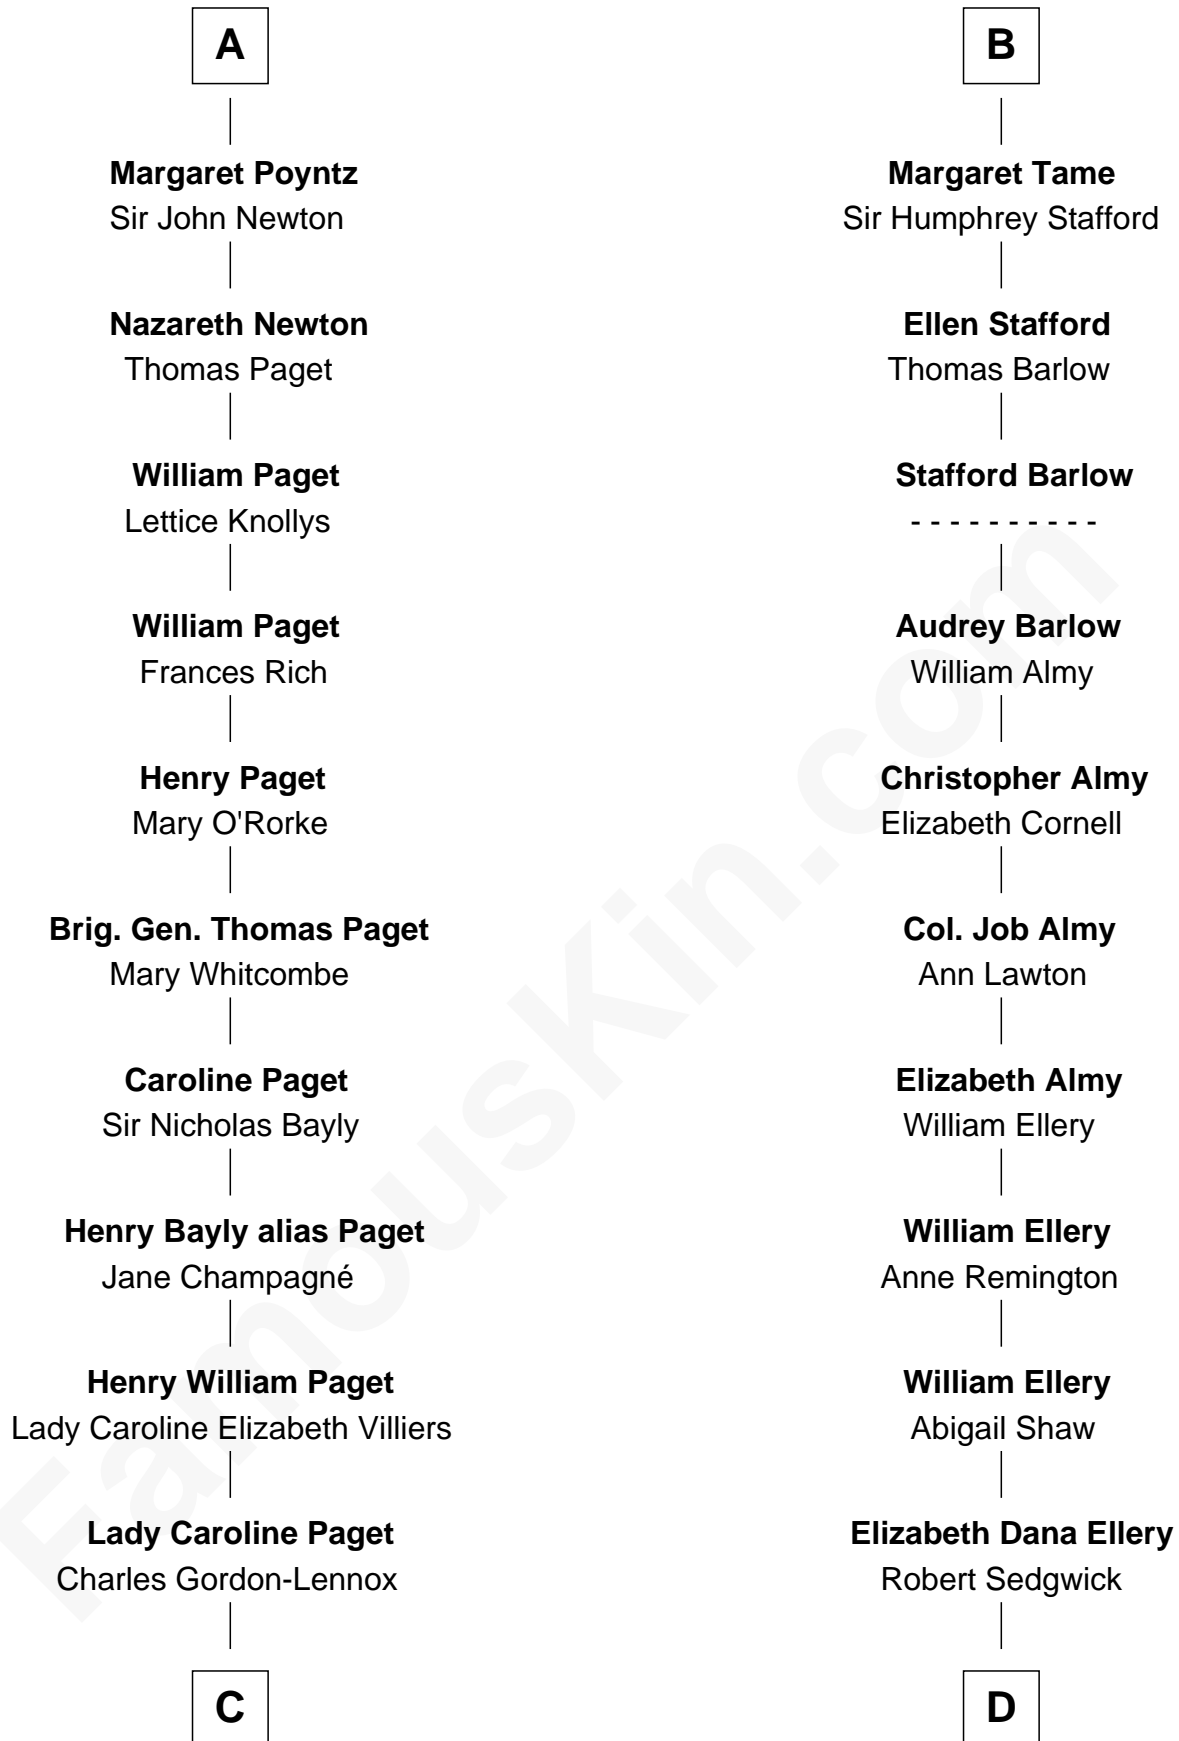 A
Margaret Poyntz
Sir John Newton
Nazareth Newton
Thomas Paget
William Paget
Lettice Knollys
William Paget
Frances Rich
Henry Paget
Mary O'Rorke
Brig. Gen. Thomas Paget
Mary Whitcombe
Caroline Paget
Sir Nicholas Bayly
Henry Bayly alias Paget
Jane Champagné
Henry William Paget
Lady Caroline Elizabeth Villiers
Lady Caroline Paget
Charles Gordon-Lennox
C
B
Margaret Tame
Sir Humphrey Stafford
Ellen Stafford
Thomas Barlow
Stafford Barlow
- - - - - - - - - -
Audrey Barlow
William Almy
Christopher Almy
Elizabeth Cornell
Col. Job Almy
Ann Lawton
Elizabeth Almy
William Ellery
William Ellery
Anne Remington
William Ellery
Abigail Shaw
Elizabeth Dana Ellery
Robert Sedgwick
D
FamousKin.com